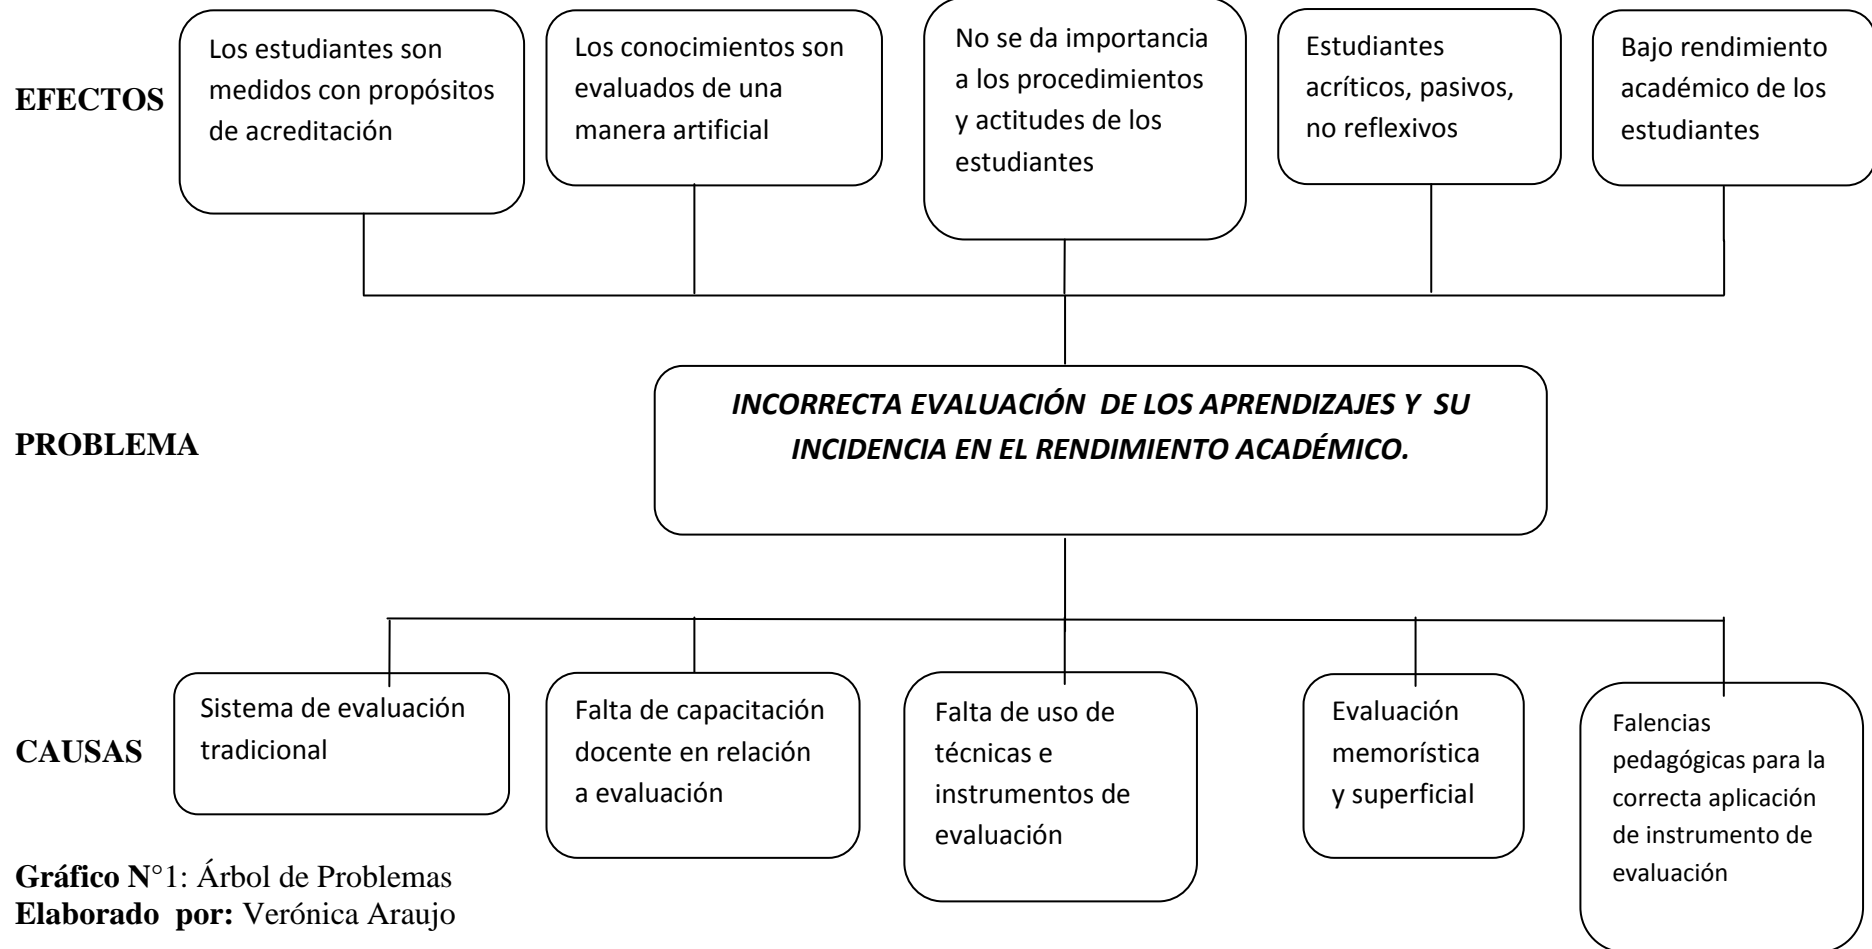 EFECTOS
Los estudiantes son
medidos con propósitos
de acreditación
Los conocimientos son
evaluados de una
manera artificial
No se da importancia
a los procedimientos
y actitudes de los
estudiantes
Estudiantes
acríticos, pasivos,
no reflexivos
Bajo rendimiento
académico de los
estudiantes
PROBLEMA
INCORRECTA EVALUACIÓN  DE LOS APRENDIZAJES Y  SU
INCIDENCIA EN EL RENDIMIENTO ACADÉMICO.
CAUSAS
Sistema de evaluación
tradicional
Falta de capacitación
docente en relación
a evaluación
Falta de uso de
técnicas e
instrumentos de
evaluación
Evaluación
memorística
y superficial
Falencias
pedagógicas para la
correcta aplicación
de instrumento de
evaluación
Gráfico N°1: Árbol de Problemas
Elaborado  por: Verónica Araujo